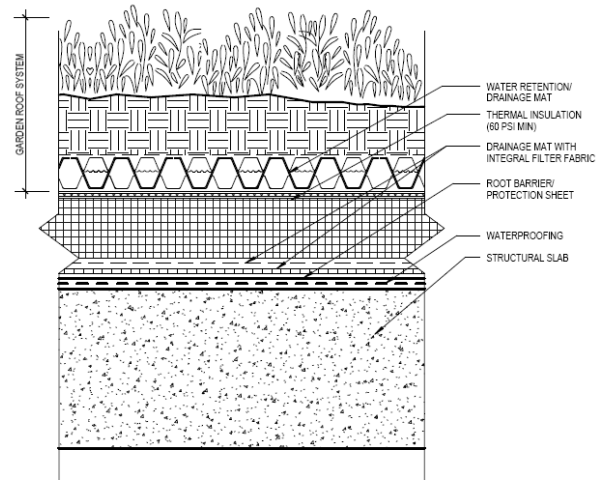 GARDEN ROOF SYSTEM
WATER RETENTION/
DRAINAGE MAT
THERMAL INSULATION
(60 PSI MIN)
DRAINAGE MAT WITH
INTEGRAL FILTER FABRIC
ROOT BARRIER/
PROTECTION SHEET
WATERPROOFING
STRUCTURAL SLAB